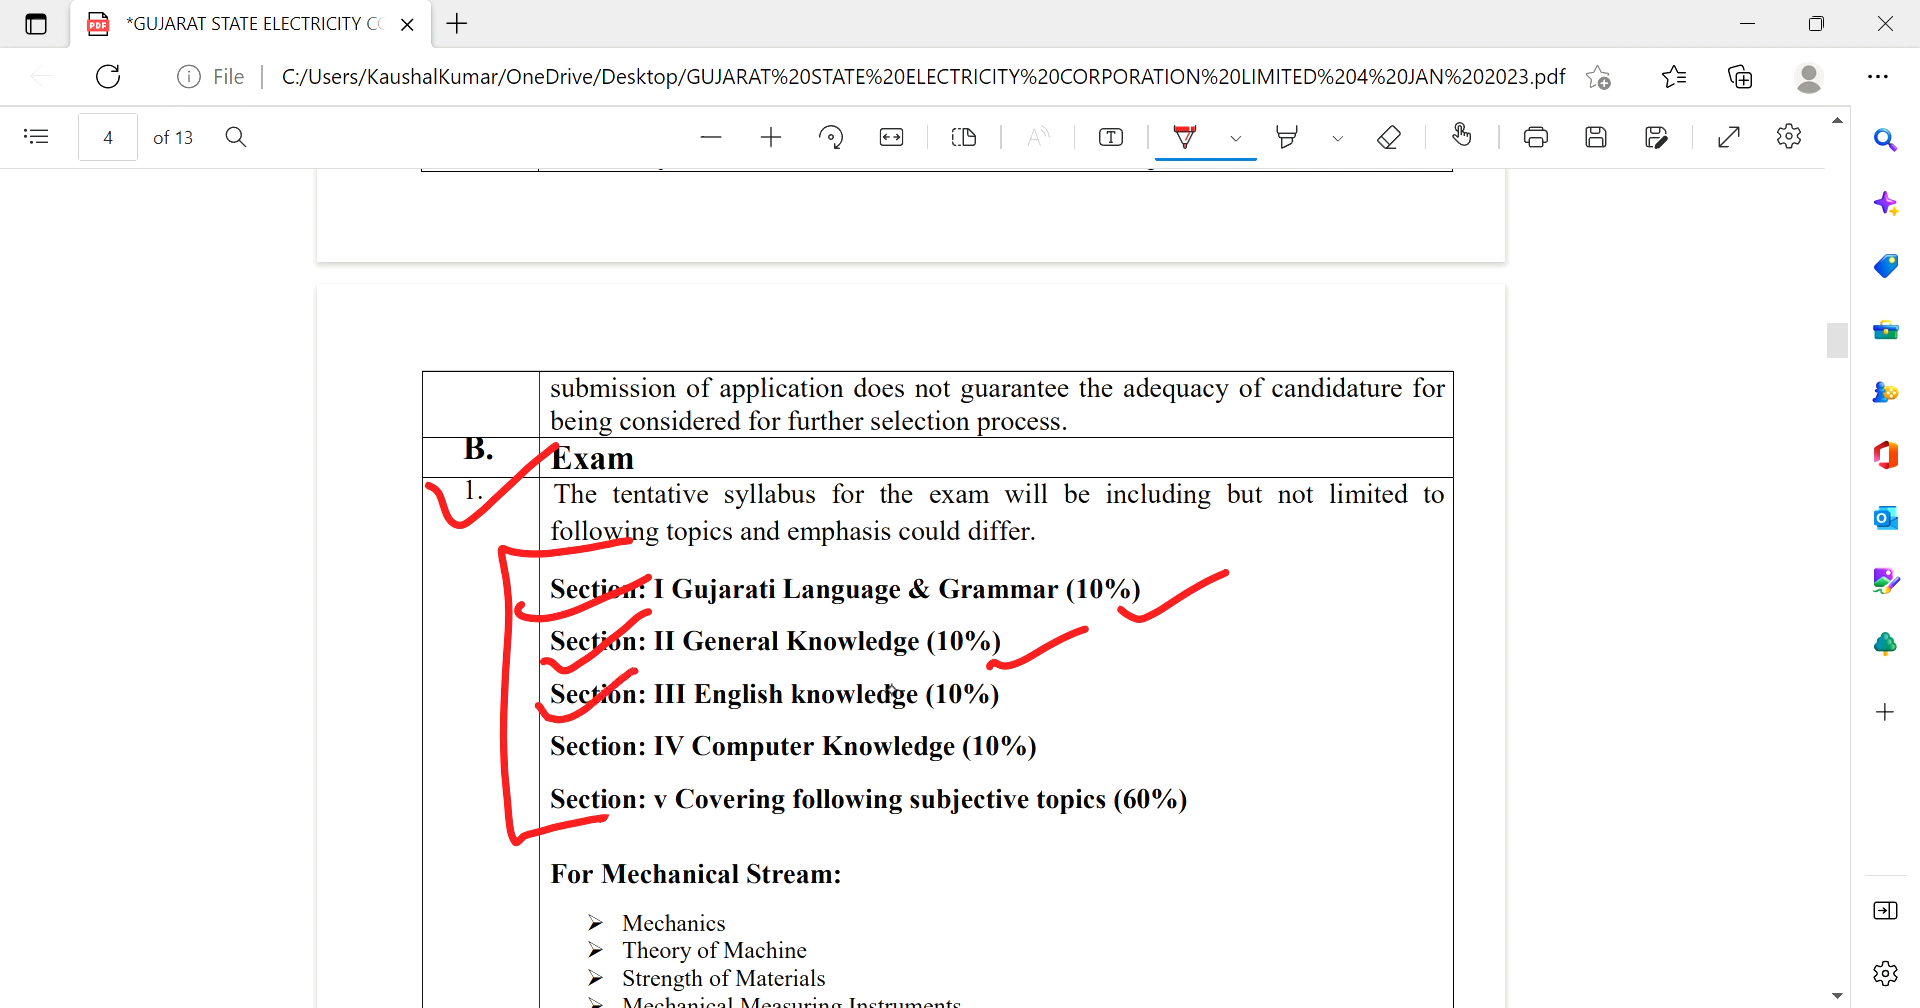 *GUJARAT STATE ELECTRICITY CO
File
C:/Users/KaushalKumar/OneDrive/Desktop/GUJARAT%20STATE%20ELECTRICITY%20CORPORATION%20LIMITED%204%20JAN%202023.pdf
4 of 13
submission of application does not guarantee the adequacy of candidature for
being considered for further selection process.
B. Exam
1. The tentative syllabus for the exam will be including but not limited to
following topics and emphasis could differ.
Section: I Gujarati Language & Grammar (10%)
Section: II General Knowledge (10%)
Section: III English knowledge (10%)
Section: IV Computer Knowledge (10%)
Section: v Covering following subjective topics (60%)
For Mechanical Stream:
➢ Mechanics
➢ Theory of Machine
➢ Strength of Materials
➢ Mechanical Measuring Instruments